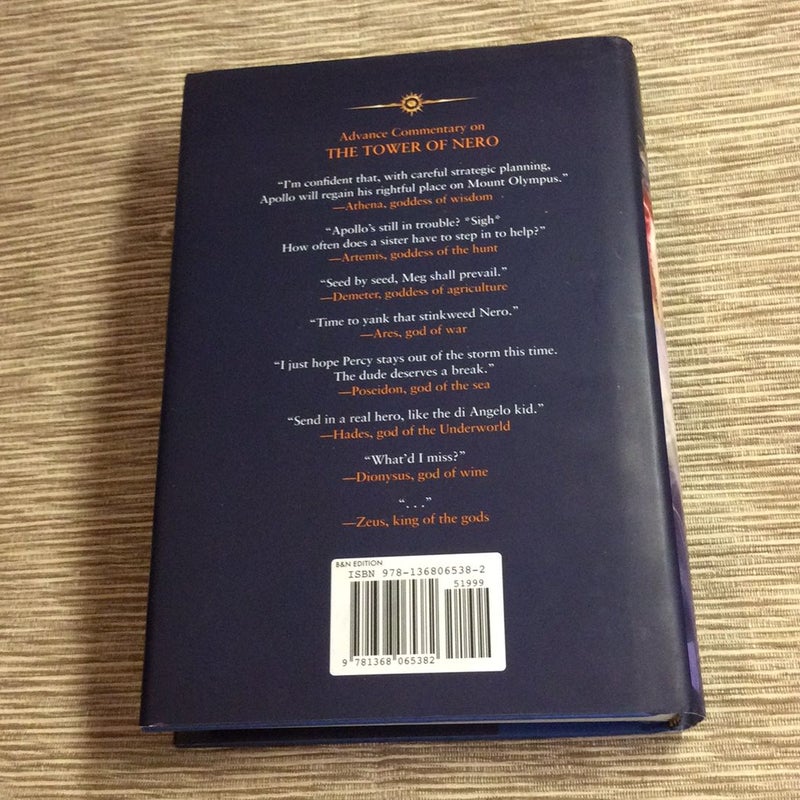 Advance Commentary on
THE TOWER OF NERO
“I’m confident that, with careful strategic planning,
Apollo will regain his rightful place on Mount Olympus.”
—Athena, goddess of wisdom
“Apollo’s still in trouble? *Sigh*
How often does a sister have to step in to help?”
—Artemis, goddess of the hunt
“Seed by seed, Meg shall prevail.”
—Demeter, goddess of agriculture
“Time to yank that stinkweed Nero.”
—Ares, god of war
“I just hope Percy stays out of the storm this time.
The dude deserves a break.”
—Poseidon, god of the sea
“Send in a real hero, like the di Angelo kid.”
—Hades, god of the Underworld
“What’d I miss?”
—Dionysus, god of wine
“. . .”
—Zeus, king of the gods
B&N EDITION
ISBN 978-136806538-2
51999
9 781368 065382